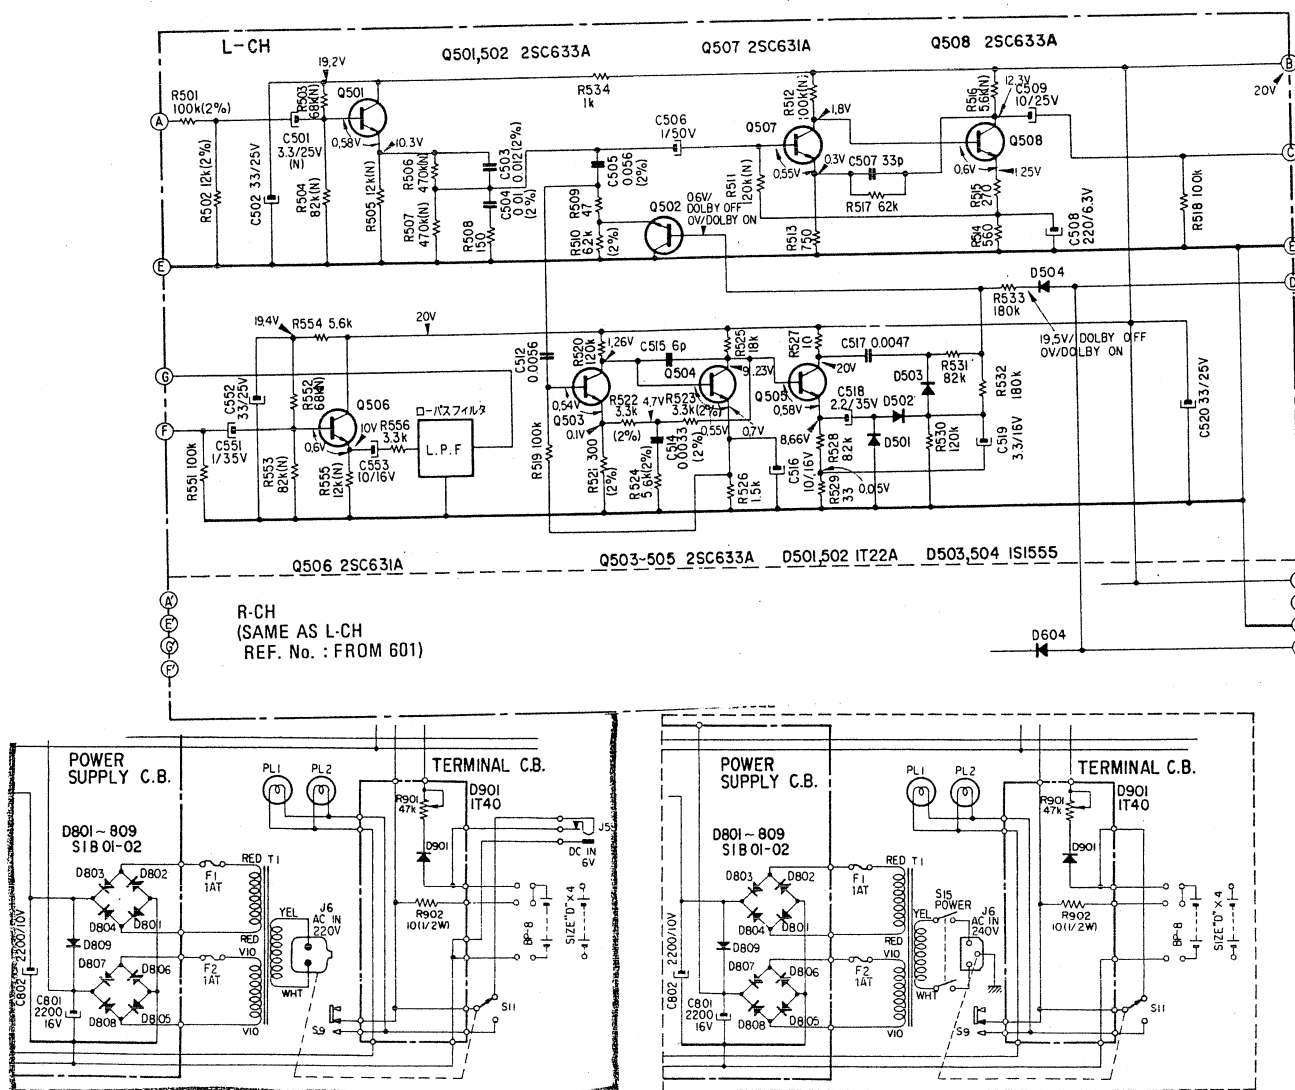 L-CH
Q501,502 2SC633A
Q507 2SC631A
Q508 2SC633A
19.2V
R534
1k
R501
100k(2%)
R503
68k(N)
Q501
R512
100k(N)
1.8V
R516
5.6k(N)
12.3V
C509
10/25V
B
20V
A
C501
3.3/25V
(N)
0.58V
10.3V
C506
1/50V
Q507
Q508
R502 12k(2%)
C502 33/25V
R504
82k(N)
R505 12k(N)
R506
470k(N)
C503
0.012(2%)
C504
0.01
(2%)
C505
0.056
(2%)
0.55V
0.3V
C507 33p
0.6V
1.25V
C
R507
470k(N)
R508
150
R509
47
R510
6.2k
(2%)
Q502
0.6V/
DOLBY OFF
0V/DOLBY ON
R511
120k(N)
R517 62k
R515
270
R513
750
R514
560
C508
220/6.3V
R518 100k
E
E
D504
R533
180k
D
19.5V/DOLBY OFF
0V/DOLBY ON
19.4V
R554 5.6k
20V
C512
0.0056
R520
120k
1.26V
C515 6p
R525
18k
R527
10
C517 0.0047
G
C552
33/25V
R552
68k(N)
Q506
ローパスフィルタ
Q504
9.23V
20V
D503
R531
82k
R532
180k
C520 33/25V
R556
3.3k
0.54V
Q503
0.1V
R522
3.3k
(2%)
4.7V
R523
3.3k(2%)
0.55V
0.7V
Q505
0.58V
C518
2.2/35V
D502
F
C551
1/35V
0.6V
10V
C553
10/16V
L.P.F
8.66V
D501
R530
120k
C519
3.3/16V
R551 100k
R553
82k(N)
R555
12k(N)
R519 100k
R521 300
(2%)
R524
5.6k(2%)
C514
0.0033
(2%)
R526
1.5k
C516
10/16V
R528
82k
R529
33
0.05V
Q506 2SC631A
Q503-505 2SC633A
D501,502 1T22A
D503,504 1S1555
A'
E'
G'
F'
R-CH
(SAME AS L-CH
REF. No. : FROM 601)
D604
POWER
SUPPLY C.B.
PL1
PL2
TERMINAL C.B.
R901
47k
D901
1T40
J5
DC IN
6V
D801~809
S1B 01-02
D803
D802
D804
D801
D809
D807
D806
D808
D805
F1
1AT
F2
1AT
RED
T1
RED
VIO
VIO
YEL
WHT
J6
AC IN
220V
D901
R902
10(1/2W)
BP-8
SIZE"D"×4
C802 2200/10V
C801
2200
16V
S9
S11
POWER
SUPPLY C.B.
PL1
PL2
TERMINAL C.B.
R901
47k
D901
1T40
D801~809
S1B 01-02
D803
D802
D804
D801
D809
D807
D806
D808
D805
F1
1AT
F2
1AT
RED
T1
RED
VIO
VIO
YEL
WHT
S15
POWER
J6
AC IN
240V
D901
R902
10(1/2W)
BP-8
SIZE"D"×4
C802 2200/10V
C801
2200
16V
S9
S11